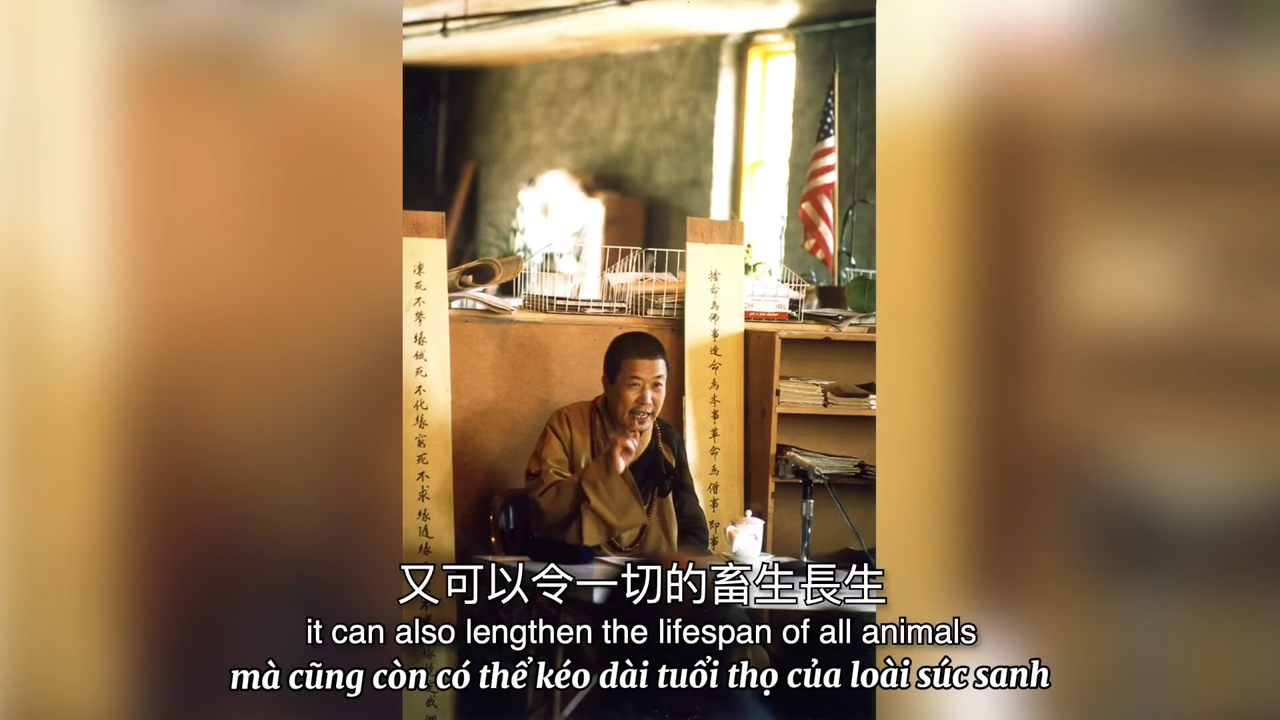 凍死不攀緣餓死不化緣窮死不求緣隨緣
捨命為佛事造命為本事革命為僧事即事
又可以令一切的畜生長生
it can also lengthen the lifespan of all animals
mà cũng còn có thể kéo dài tuổi thọ của loài súc sanh